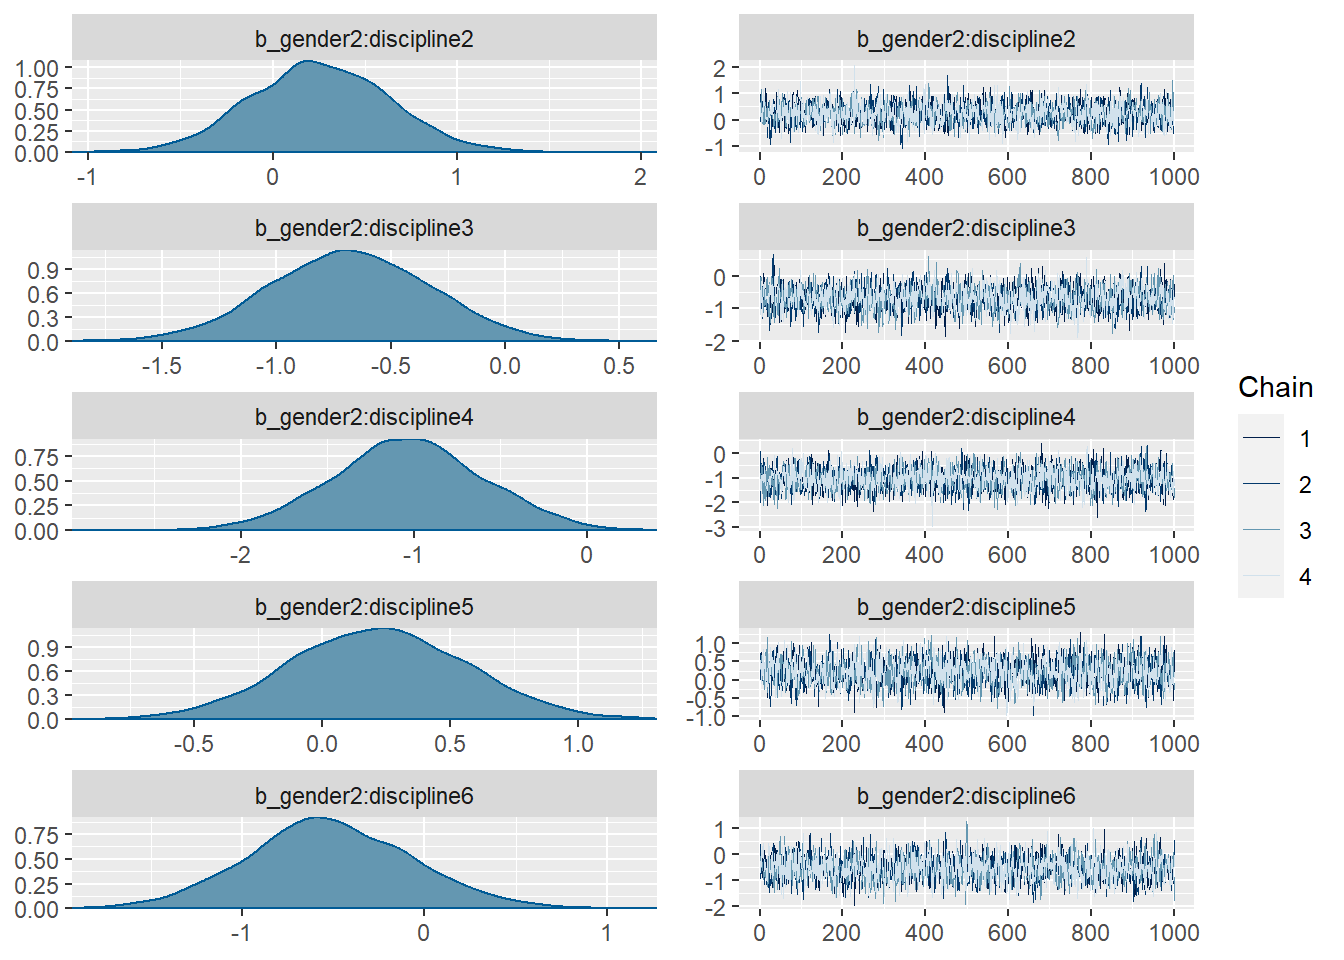 b_gender2:discipline2
1.00
0.75
0.50
0.25
0.00
-1 0 1 2
b_gender2:discipline2
2
1
0
-1
0 200 400 600 800 1000
b_gender2:discipline3
0.9
0.6
0.3
0.0
-1.5 -1.0 -0.5 0.0 0.5
b_gender2:discipline3
0
-1
-2
0 200 400 600 800 1000
b_gender2:discipline4
0.75
0.50
0.25
0.00
-2 -1 0
b_gender2:discipline4
0
-1
-2
-3
0 200 400 600 800 1000
b_gender2:discipline5
0.9
0.6
0.3
0.0
-0.5 0.0 0.5 1.0
b_gender2:discipline5
1.0
0.5
0.0
-0.5
-1.0
0 200 400 600 800 1000
b_gender2:discipline6
0.75
0.50
0.25
0.00
-1 0 1
b_gender2:discipline6
1
0
-1
-2
0 200 400 600 800 1000
Chain
1
2
3
4